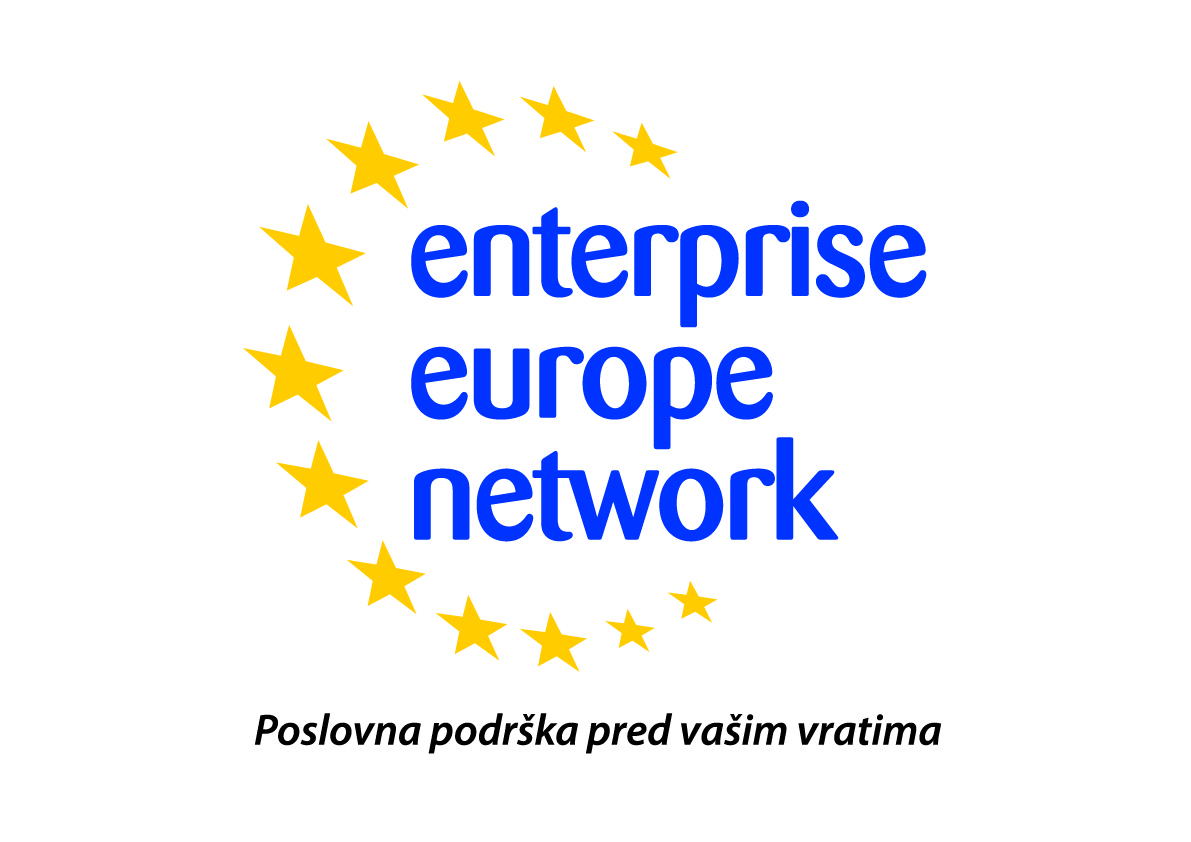 enterprise
europe
network
Poslovna podrška pred vašim vratima